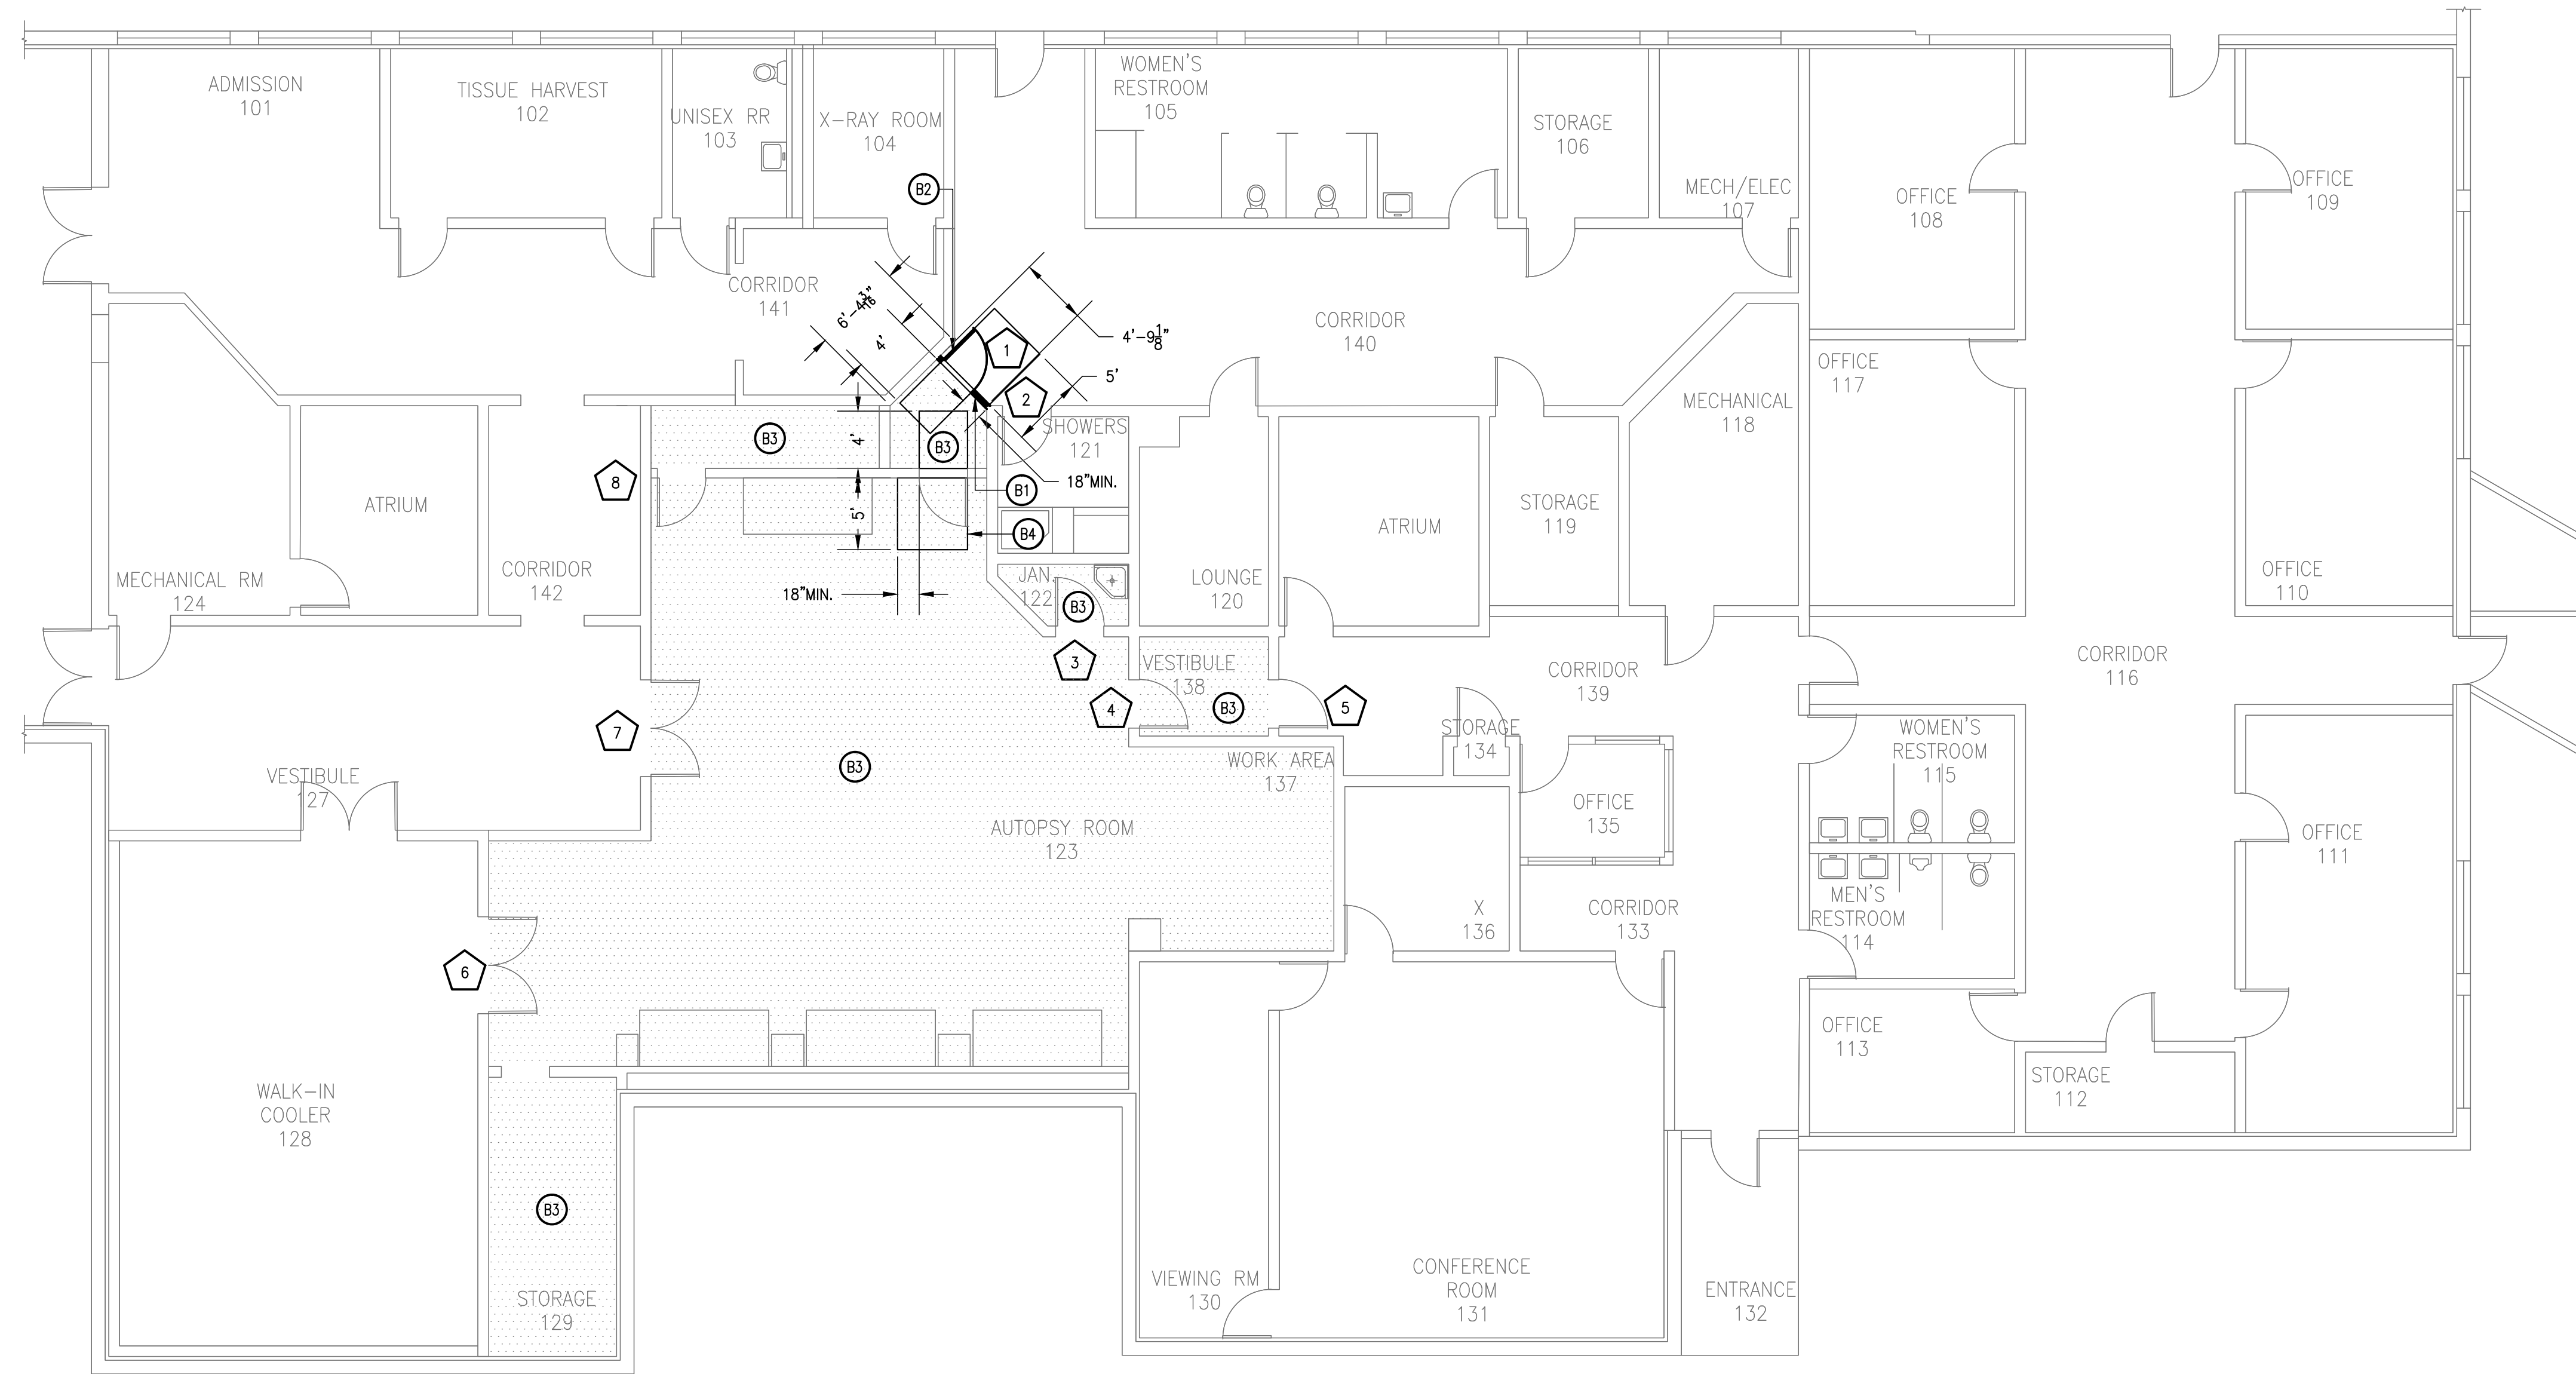 ADMISSION
101
TISSUE HARVEST
102
UNISEX RR
103
X-RAY ROOM
104
B2
WOMEN'S
RESTROOM
105
STORAGE
106
MECH/ELEC
107
OFFICE
108
OFFICE
109
CORRIDOR
141
6'-4 3/16"
4'
4'-9 1/8"
1
5'
2
CORRIDOR
140
OFFICE
117
MECHANICAL
118
B3
4'
B3
SHOWERS
121
18"MIN.
8
B1
ATRIUM
5'
B4
ATRIUM
STORAGE
119
MECHANICAL RM
124
CORRIDOR
142
18"MIN.
JAN.
122
B3
LOUNGE
120
OFFICE
110
3
VESTIBULE
138
CORRIDOR
139
CORRIDOR
116
4
B3
5
7
B3
STORAGE
134
WOMEN'S
RESTROOM
115
VESTIBULE
127
WORK AREA
137
OFFICE
135
AUTOPSY ROOM
123
OFFICE
111
X
136
CORRIDOR
133
MEN'S
RESTROOM
114
6
OFFICE
113
STORAGE
112
WALK-IN
COOLER
128
B3
STORAGE
129
VIEWING RM
130
CONFERENCE
ROOM
131
ENTRANCE
132